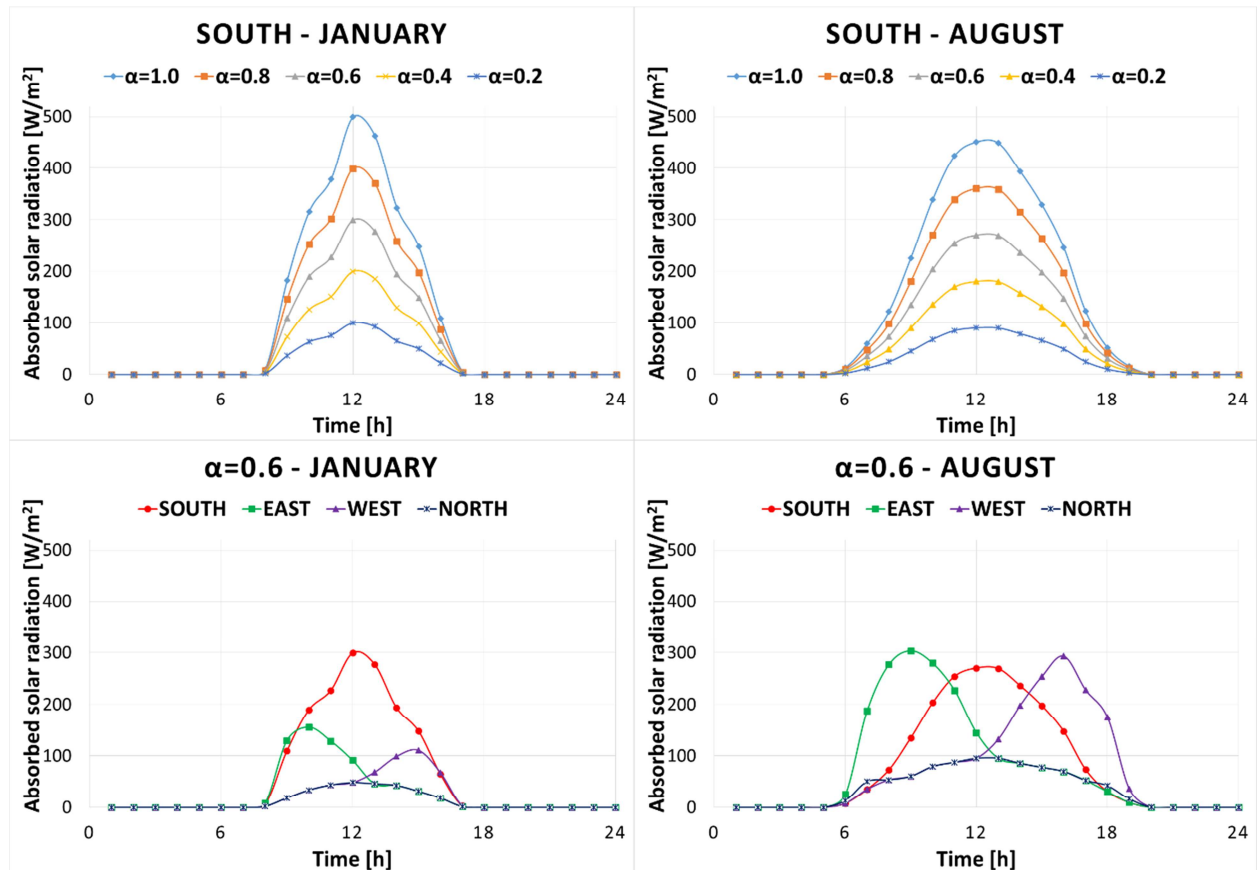 SOUTH - JANUARY
α=1.0 α=0.8 α=0.6 α=0.4 α=0.2
Absorbed solar radiation [W/m²]
500
400
300
200
100
0
0 6 12 18 24
Time [h]
SOUTH - AUGUST
α=1.0 α=0.8 α=0.6 α=0.4 α=0.2
Absorbed solar radiation [W/m²]
500
400
300
200
100
0
0 6 12 18 24
Time [h]
α=0.6 - JANUARY
SOUTH EAST WEST NORTH
Absorbed solar radiation [W/m²]
500
400
300
200
100
0
0 6 12 18 24
Time [h]
α=0.6 - AUGUST
SOUTH EAST WEST NORTH
Absorbed solar radiation [W/m²]
500
400
300
200
100
0
0 6 12 18 24
Time [h]